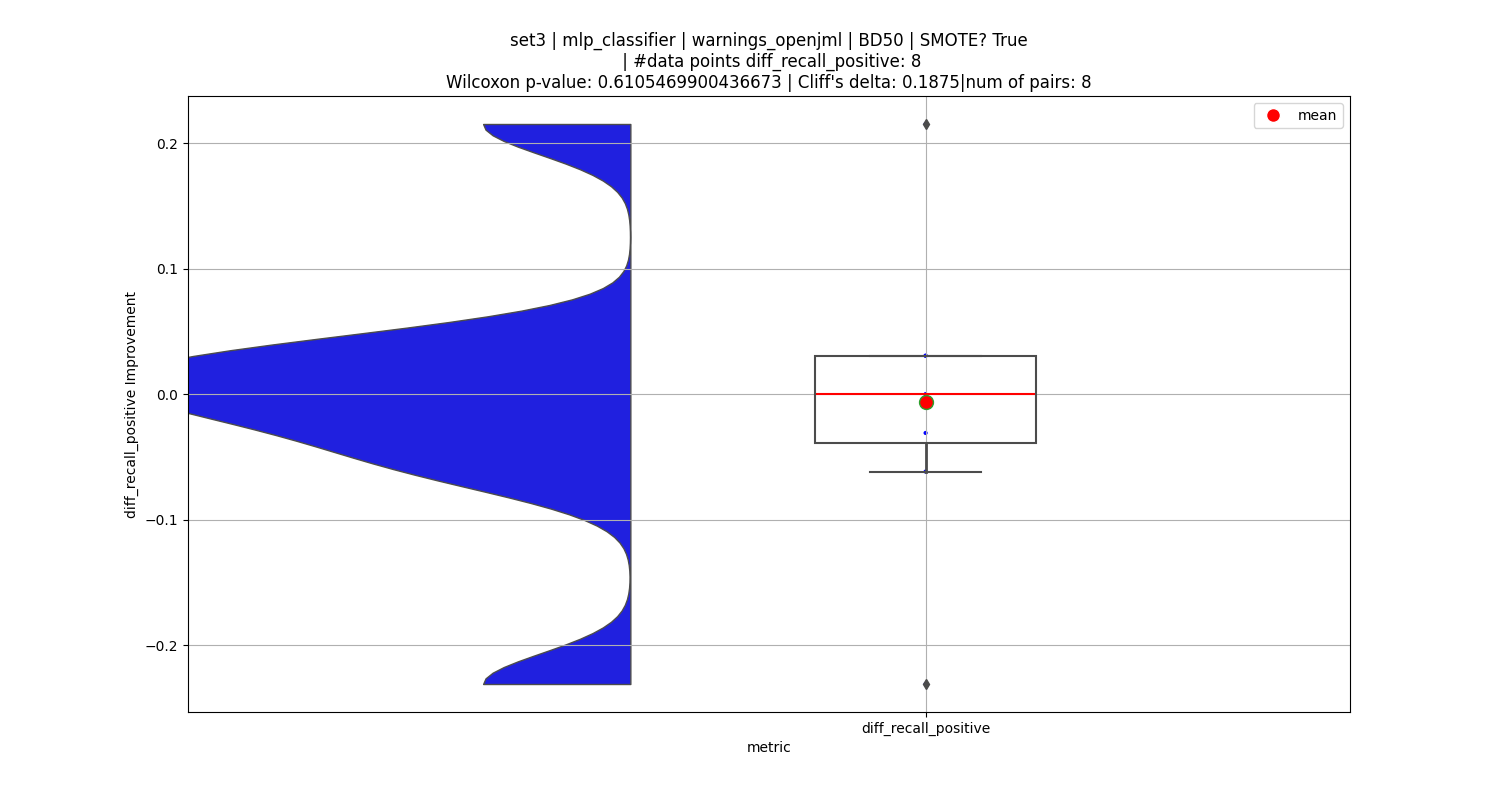 set3 | mlp_classifier | warnings_openjml | BD50 | SMOTE? True
| #data points diff_recall_positive: 8
Wilcoxon p-value: 0.6105469900436673 | Cliff's delta: 0.1875|num of pairs: 8
mean
0.2
0.1
0.0
−0.1
−0.2
diff_recall_positive Improvement
diff_recall_positive
metric